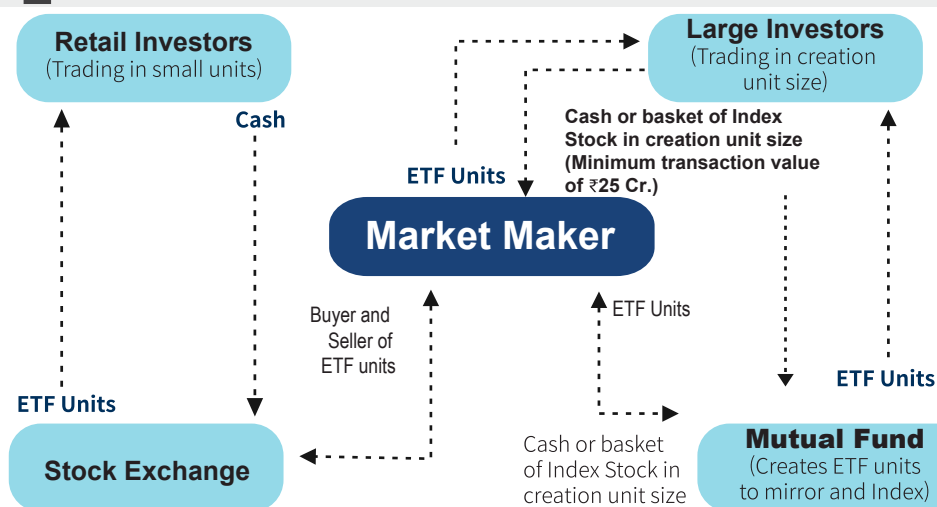 Retail Investors
(Trading in small units)
Large Investors
(Trading in creation
unit size)
Cash
Cash or basket of Index
Stock in creation unit size
(Minimum transaction value
of ₹25 Cr.)
ETF Units
Market Maker
Buyer and
Seller of
ETF units
ETF Units
ETF Units
ETF Units
Stock Exchange
Cash or basket
of Index Stock in
creation unit size
Mutual Fund
(Creates ETF units
to mirror and Index)